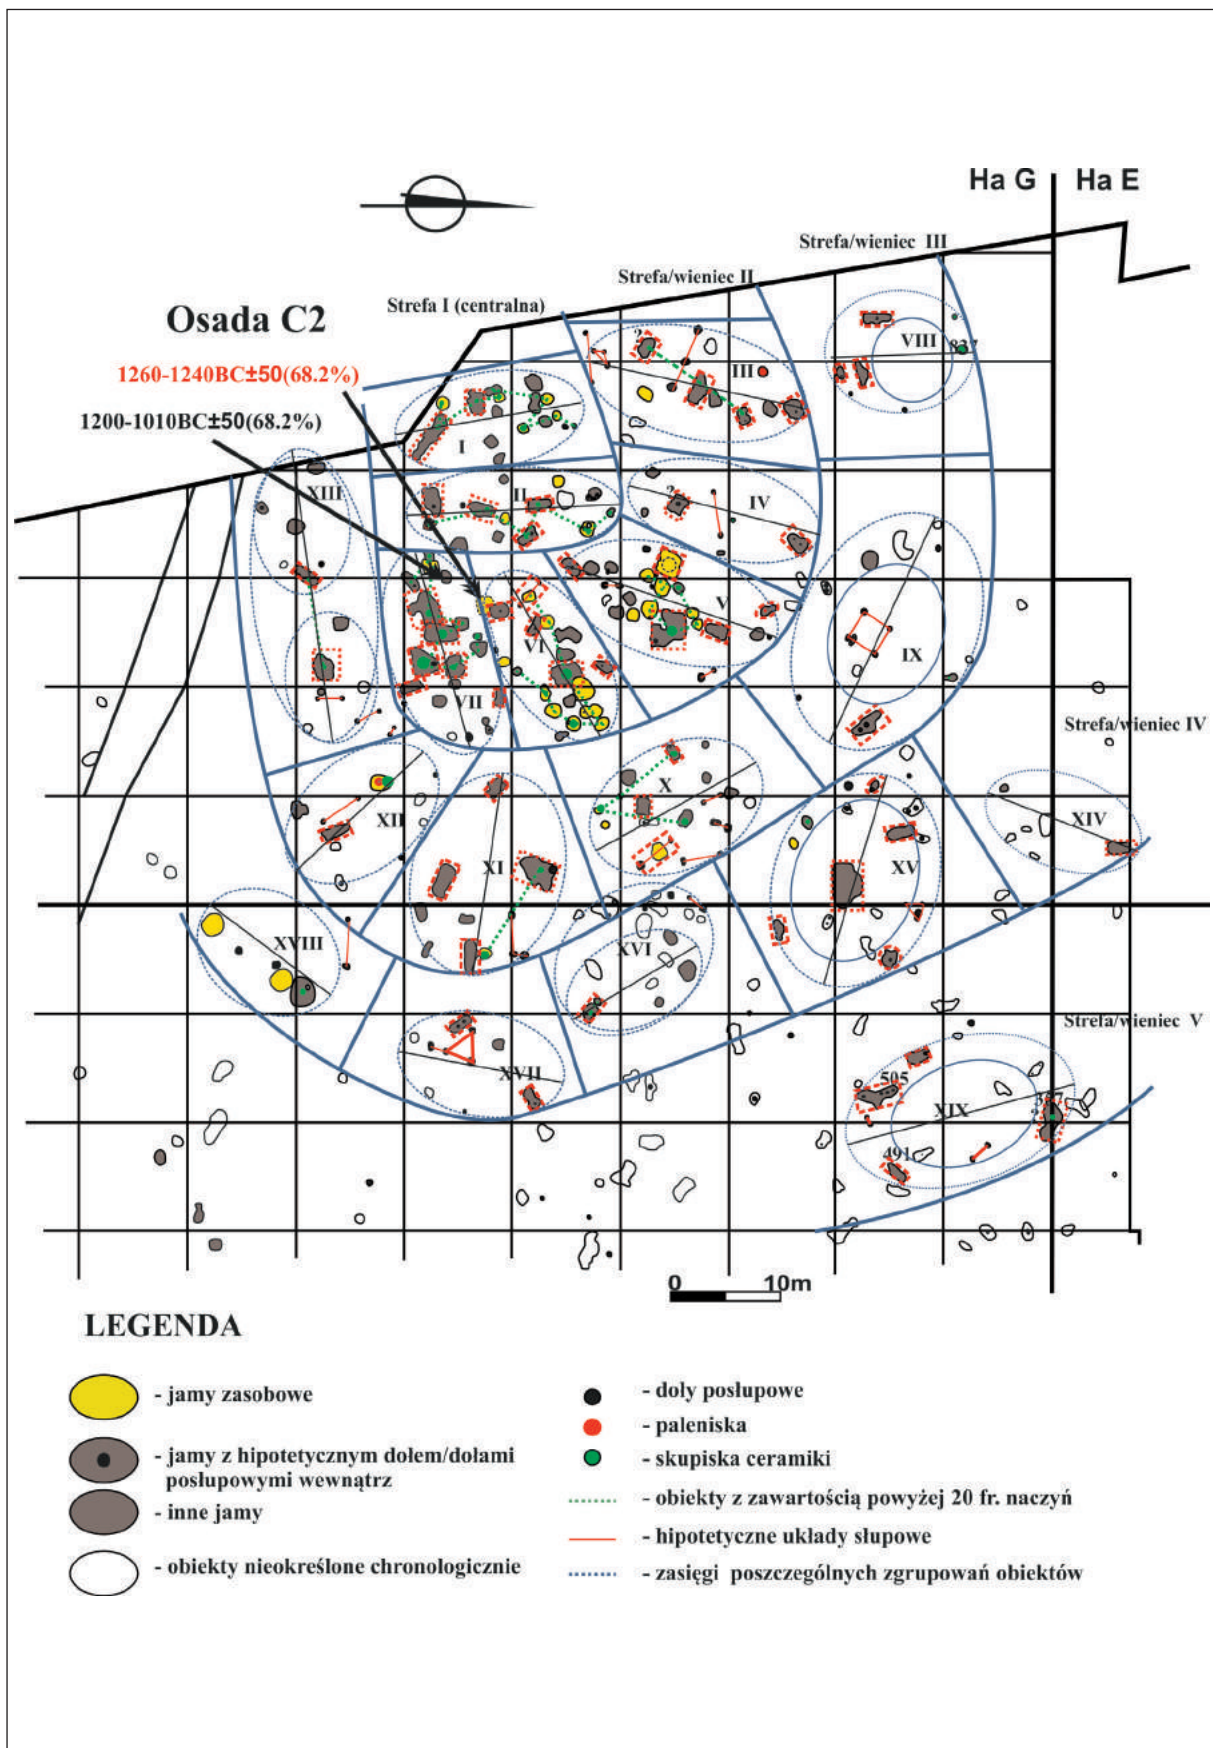 Ha G
Ha E
Strefa/wieniec III
Strefa/wieniec II
Strefa I (centralna)
Osada C2
1260-1240BC±50(68.2%)
1200-1010BC±50(68.2%)
VIII
837
?
III
I
XIII
II
?
IV
V
VI
IX
VII
Strefa/wieniec IV
X
XII
XIV
XI
XV
XVIII
XVI
Strefa/wieniec V
XVII
505
XIX
491
0 10m
LEGENDA
- jamy zasobowe
- jamy z hipotetycznym dołem/dołami
posłupowymi wewnątrz
- inne jamy
- obiekty nieokreślone chronologicznie
- doły posłupowe
- paleniska
- skupiska ceramiki
- obiekty z zawartością powyżej 20 fr. naczyń
- hipotetyczne układy słupowe
- zasięgi poszczególnych zgrupowań obiektów